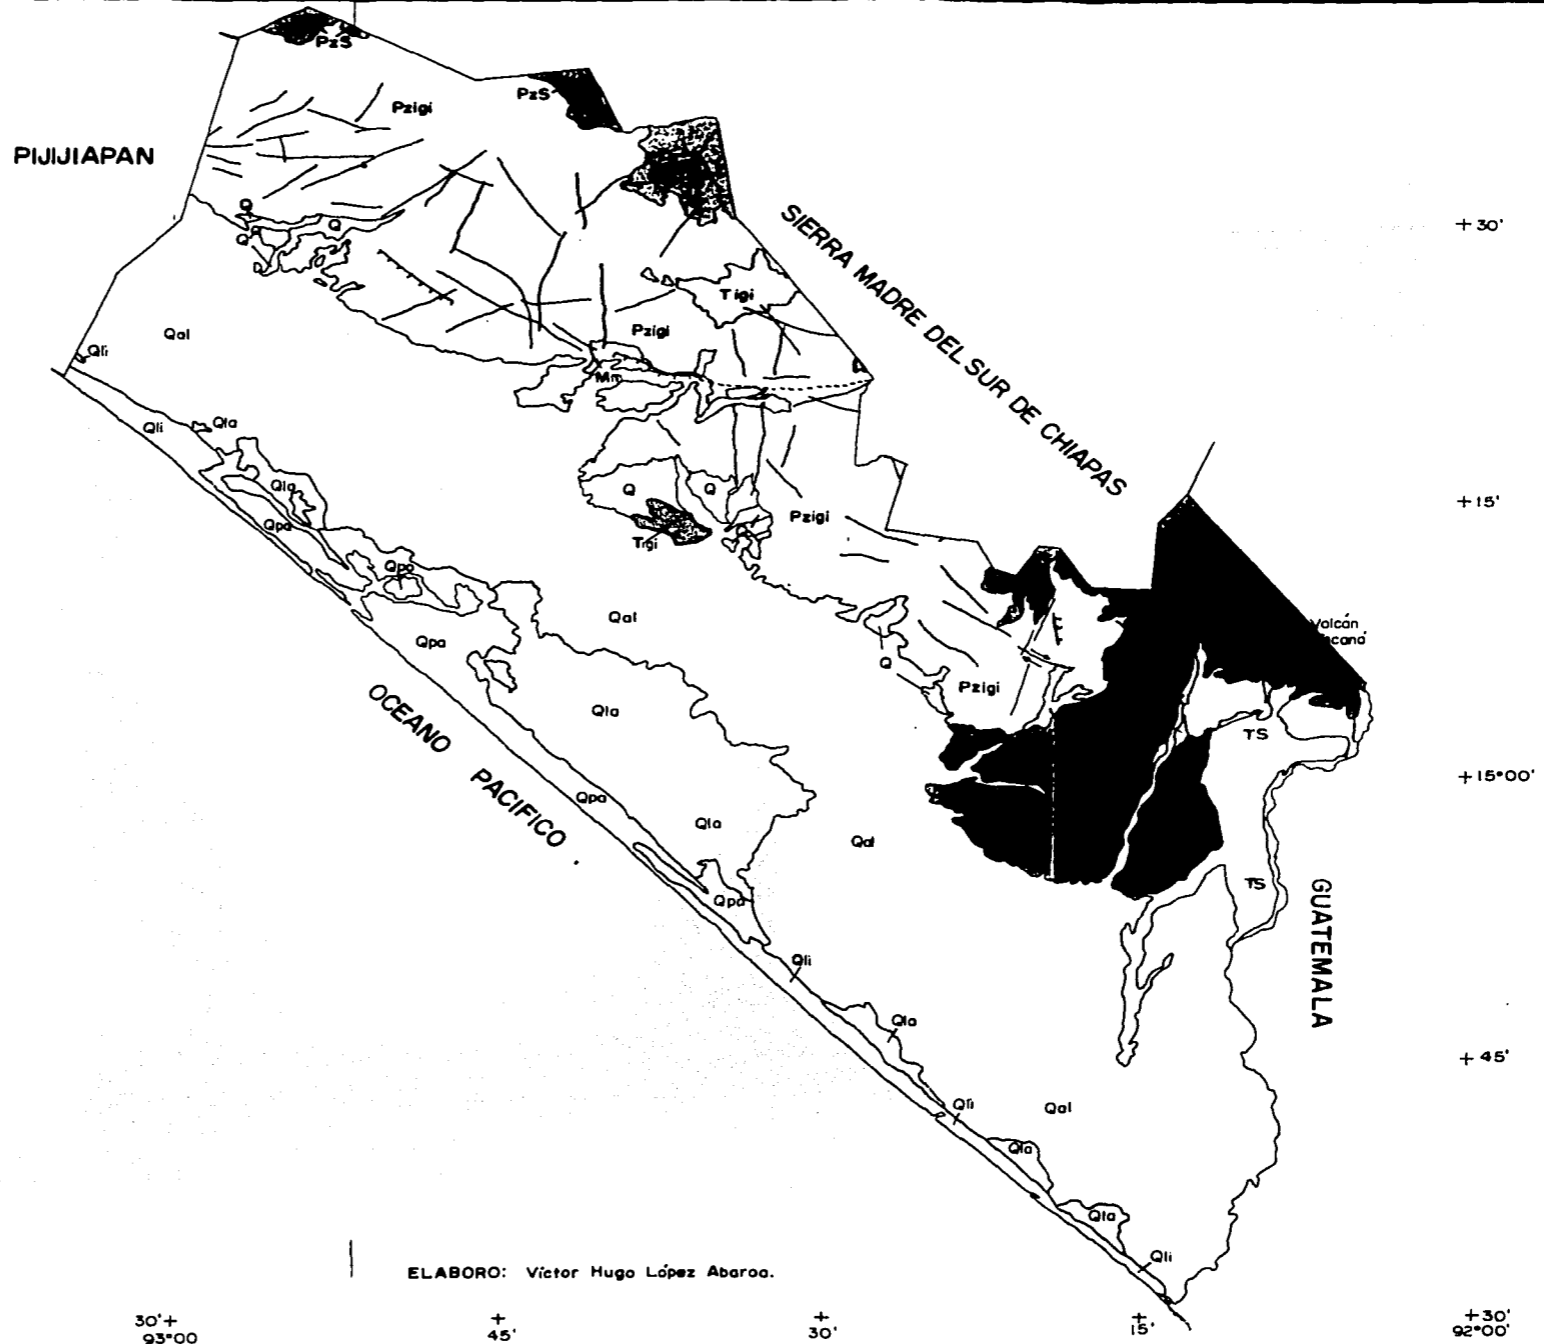 PzS
PzS
Pzigi
PIJIJIAPAN
Q
Q
Q
Q
+30'
SIERRA MADRE DEL SUR DE CHIAPAS
Tigi
Pzigi
Qal
Qli
Mm
Qla
Qli
Qla
Q
Q
+15'
Pzigi
Qpa
Tigi
Qpa
Qal
Volcán
Qpa
Q
Pzigi
Qla
OCEANO PACIFICO
TS
+15°00'
Qpa
Qla
Qal
TS
Qpa
GUATEMALA
Qli
Qla
+45'
Qli
Qal
Qla
Qla
Qli
ELABORO: Víctor Hugo López Abaroa.
30'+
93°00
+
45'
+
30'
+
15'
+30
92°00'